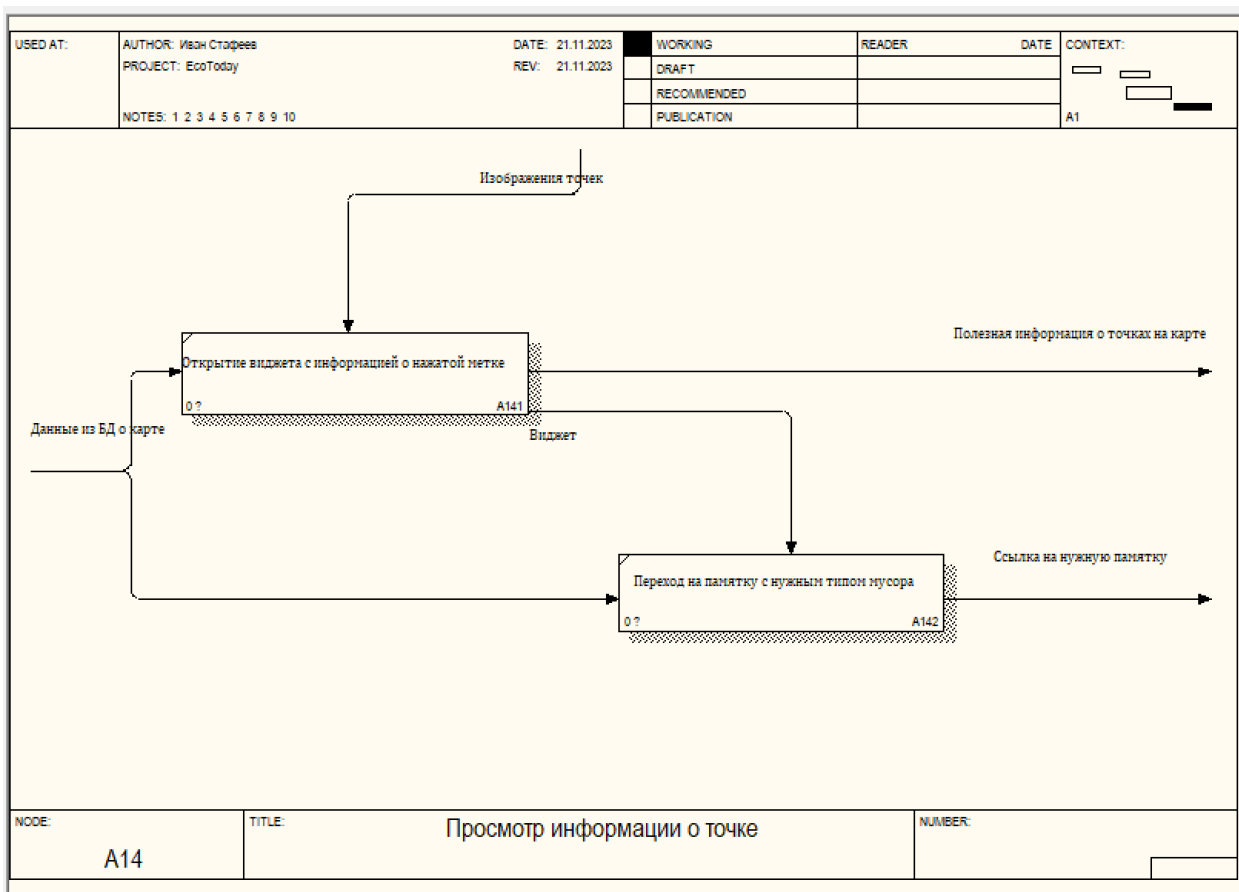 USED AT:
AUTHOR: Иван Стафеев
DATE: 21.11.2023
WORKING
READER
DATE
CONTEXT:
PROJECT: EcoToday
REV: 21.11.2023
DRAFT
RECOMMENDED
NOTES: 1 2 3 4 5 6 7 8 9 10
PUBLICATION
A1
Изображения точек
Полезная информация о точках на карте
Открытие виджета с информацией о нажатой метке
0 ?
A141
Данные из БД о карте
Виджет
Ссылка на нужную памятку
Переход на памятку с нужным типом мусора
0 ?
A142
NODE:
TITLE:
Просмотр информации о точке
NUMBER:
A14